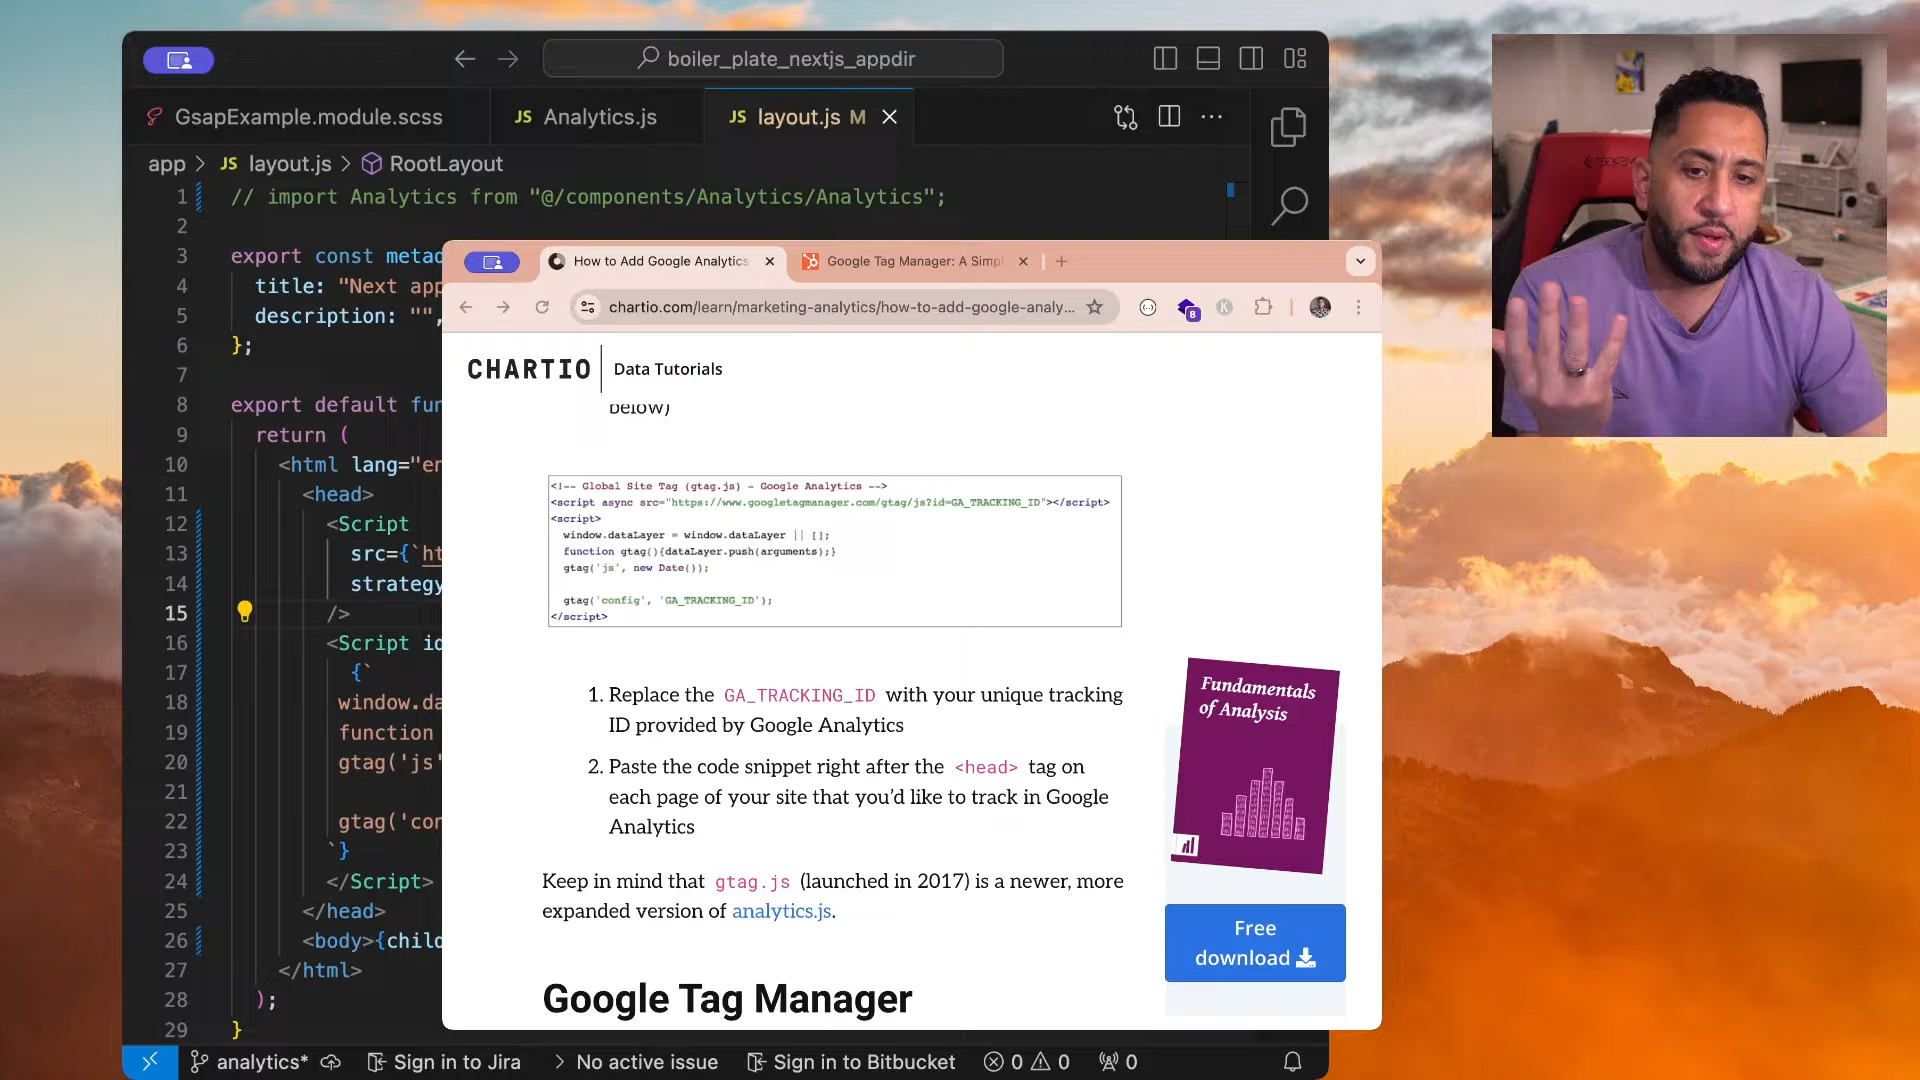 boiler_plate_nextjs_appdir
GsapExample.module.scss
JS Analytics.js
JS layout.js M
app > JS layout.js > RootLayout
1 // import Analytics from "@/components/Analytics/Analytics";
2
3 export const metad
4 title: "Next app
5 description: "",
6 };
7
8 export default fun
9 return (
10 <html lang="en
11 <head>
12 <Script
13 src={`ht
14 strategy
15 />
16 <Script id
17 {`
18 window.da
19 function
20 gtag('js'
21
22 gtag('con
23 `}
24 </Script>
25 </head>
26 <body>{child
27 </html>
28 );
29 }
How to Add Google Analytics
Google Tag Manager: A Simpl
chartio.com/learn/marketing-analytics/how-to-add-google-analy...
8
K
CHARTIO
Data Tutorials
below)
<!-- Global Site Tag (gtag.js) - Google Analytics -->
<script async src="https://www.googletagmanager.com/gtag/js?id=GA_TRACKING_ID"></script>
<script>
window.dataLayer = window.dataLayer || [];
function gtag(){dataLayer.push(arguments);}
gtag('js', new Date());
gtag('config', 'GA_TRACKING_ID');
</script>
1. Replace the GA_TRACKING_ID with your unique tracking
ID provided by Google Analytics
2. Paste the code snippet right after the <head> tag on
each page of your site that you’d like to track in Google
Analytics
Keep in mind that gtag.js (launched in 2017) is a newer, more
expanded version of analytics.js.
Google Tag Manager
Fundamentals
of Analysis
Free
download
analytics*
Sign in to Jira
No active issue
Sign in to Bitbucket
0
0
0